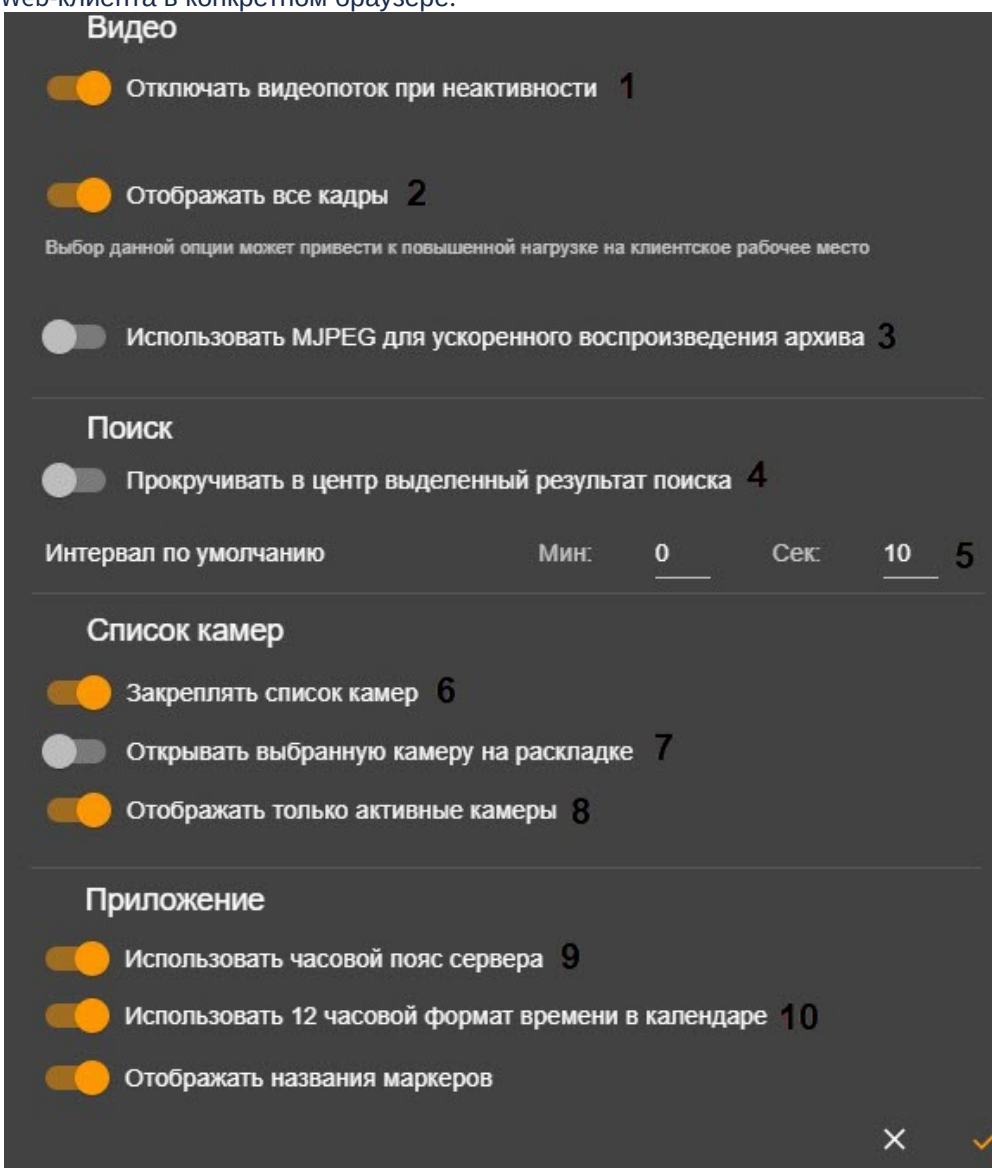 Web-клиента в конкретном браузере.
Видео
Отключать видеопоток при неактивности 1
Отображать все кадры 2
Выбор данной опции может привести к повышенной нагрузке на клиентское рабочее место
Использовать MJPEG для ускоренного воспроизведения архива 3
Поиск
Прокручивать в центр выделенный результат поиска 4
Интервал по умолчанию Мин: 0 Сек: 10 5
Список камер
Закреплять список камер 6
Открывать выбранную камеру на раскладке 7
Отображать только активные камеры 8
Приложение
Использовать часовой пояс сервера 9
Использовать 12 часовой формат времени в календаре 10
Отображать названия маркеров